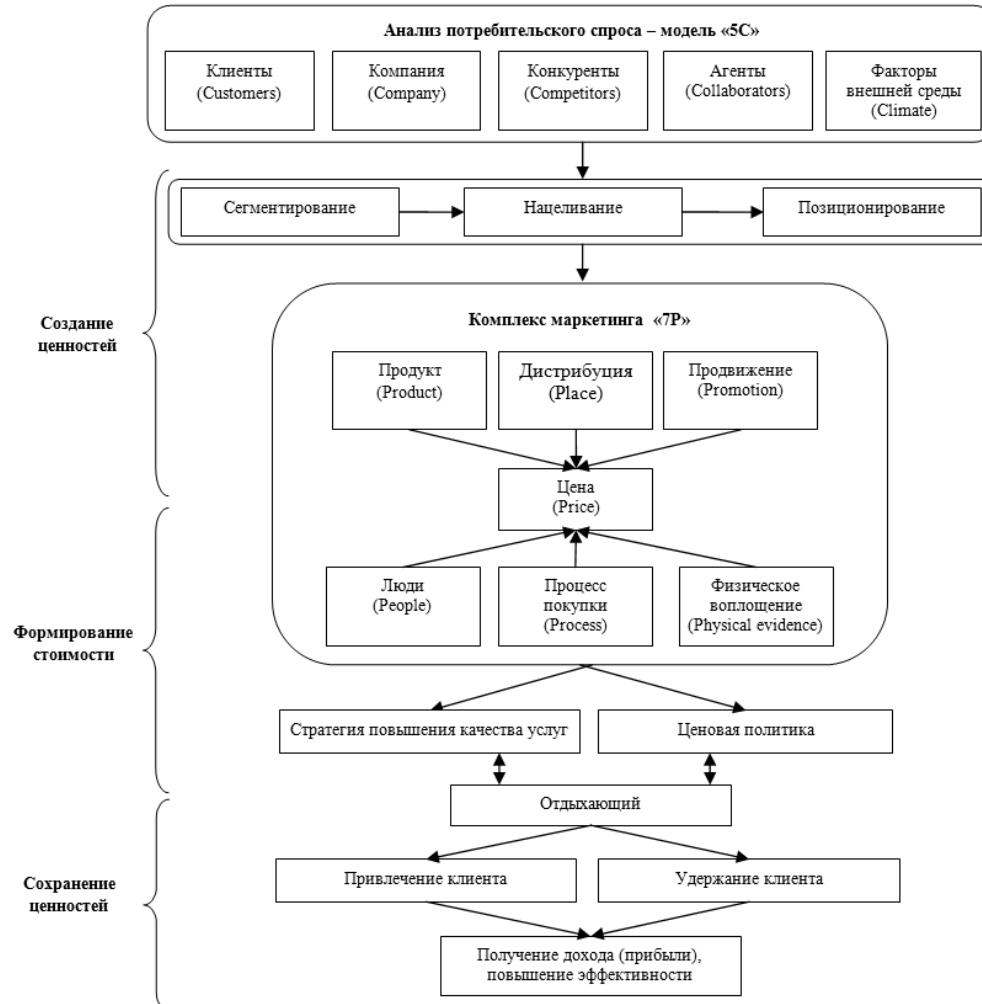 Анализ потребительского спроса – модель «5С»
Клиенты
(Customers)
Компания
(Company)
Конкуренты
(Competitors)
Агенты
(Collaborators)
Факторы
внешней среды
(Climate)
Создание
ценностей
Сегментирование
Нацеливание
Позиционирование
Комплекс маркетинга «7Р»
Продукт
(Product)
Дистрибуция
(Place)
Продвижение
(Promotion)
Цена
(Price)
Формирование
стоимости
Люди
(People)
Процесс
покупки
(Process)
Физическое
воплощение
(Physical evidence)
Стратегия повышения качества услуг
Ценовая политика
Отдыхающий
Сохранение
ценностей
Привлечение клиента
Удержание клиента
Получение дохода (прибыли),
повышение эффективности